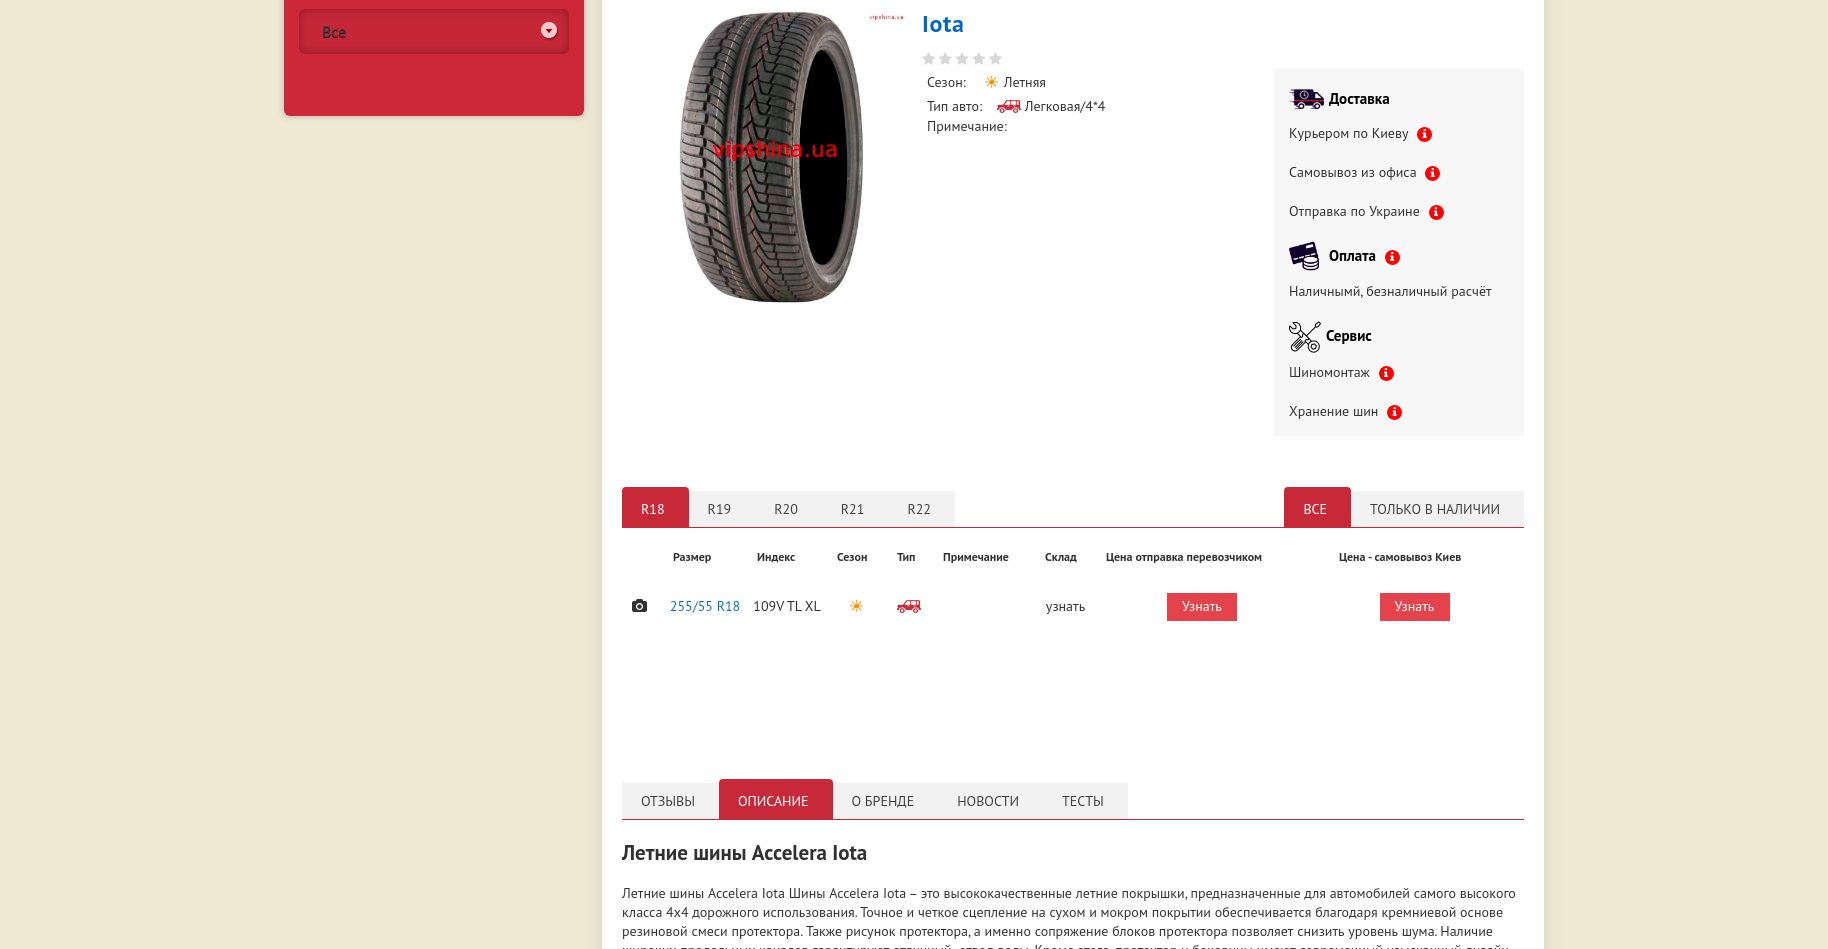 Все
vipshina.ua
vipshina.ua
Iota
Сезон: Летняя
Тип авто: Легковая/4*4
Примечание:
Доставка
Курьером по Киеву
Самовывоз из офиса
Отправка по Украине
Оплата
Наличнымй, безналичный расчёт
Сервис
Шиномонтаж
Хранение шин
R18 R19 R20 R21 R22 ВСЕ ТОЛЬКО В НАЛИЧИИ
Размер Индекс Сезон Тип Примечание Склад Цена отправка перевозчиком Цена - самовывоз Киев
255/55 R18 109V TL XL узнать Узнать Узнать
ОТЗЫВЫ ОПИСАНИЕ О БРЕНДЕ НОВОСТИ ТЕСТЫ
Летние шины Accelera Iota
Летние шины Accelera Iota Шины Accelera Iota – это высококачественные летние покрышки, предназначенные для автомобилей самого высокого
класса 4х4 дорожного использования. Точное и четкое сцепление на сухом и мокром покрытии обеспечивается благодаря кремниевой основе
резиновой смеси протектора. Также рисунок протектора, а именно сопряжение блоков протектора позволяет снизить уровень шума. Наличие